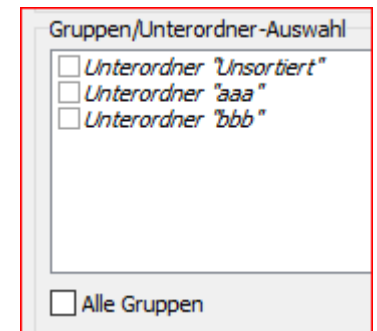 Gruppen/Unterordner-Auswahl
Unterordner "Unsortiert"
Unterordner "aaa"
Unterordner "bbb"
Alle Gruppen